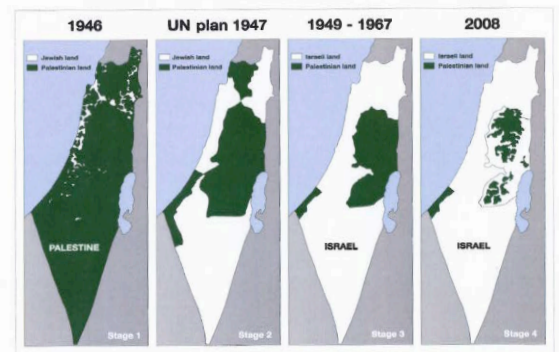 1946
Jewish land
Palestinian land
PALESTINE
Stage 1
UN plan 1947
Jewish land
Palestinian land
Stage 2
1949 - 1967
Israeli land
Palestinian land
ISRAEL
Stage 3
2008
Israeli land
Palestinian land
ISRAEL
Stage 4